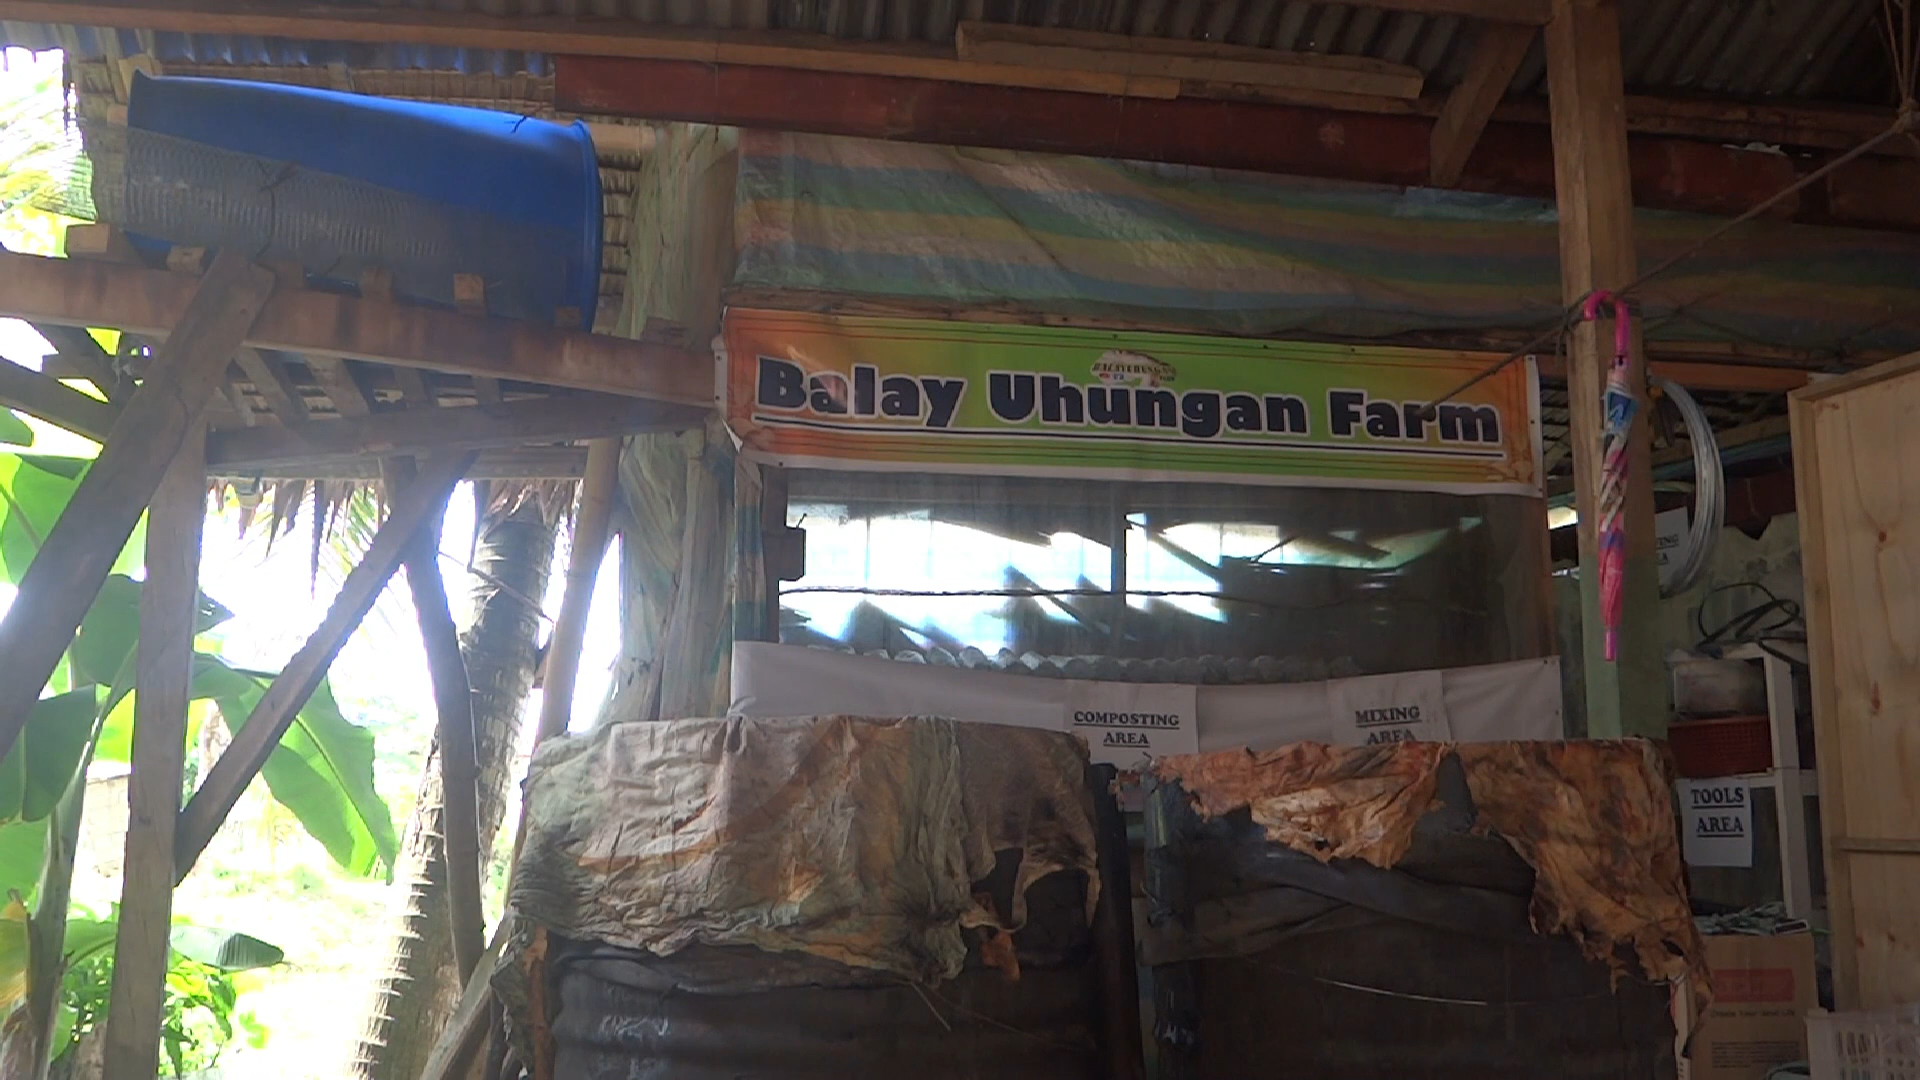 Balay Uhungan Farm
COMPOSTING
AREA
MIXING
AREA
TOOLS
AREA